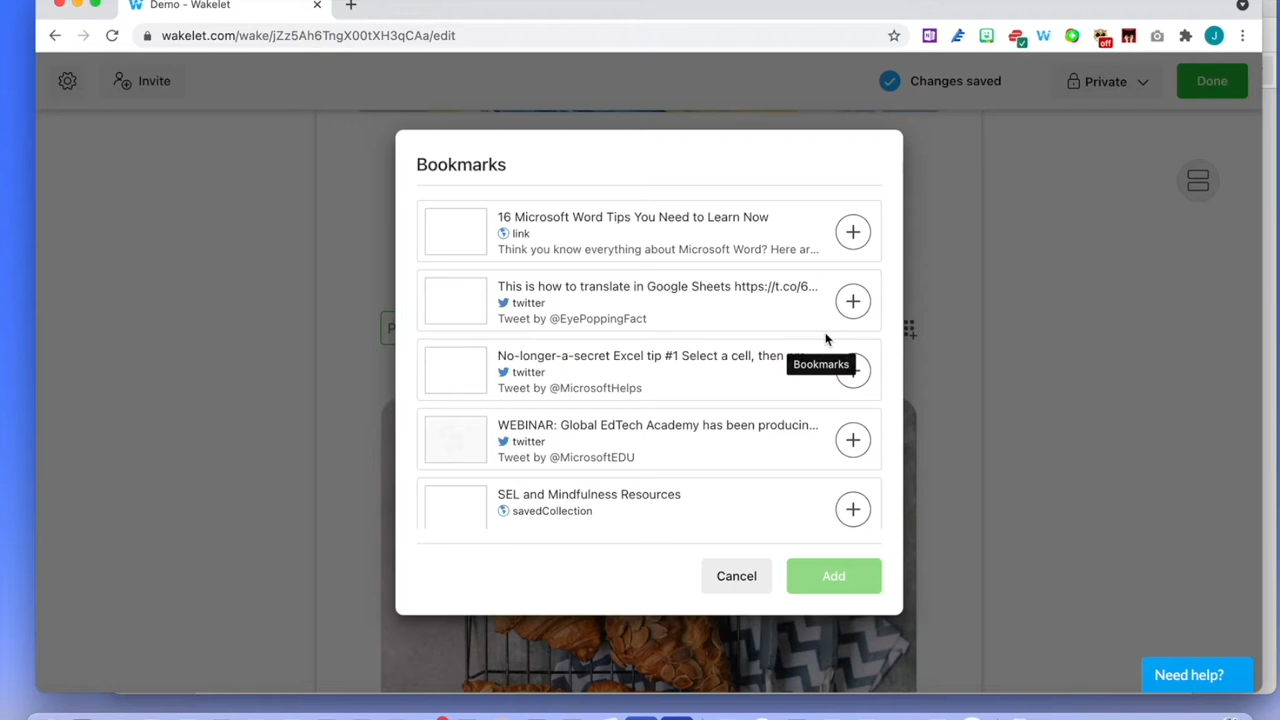 Demo - Wakelet
wakelet.com/wake/jZz5Ah6TngX00tXH3qCAa/edit
off
J
Invite
Changes saved
Private
Done
Bookmarks
16 Microsoft Word Tips You Need to Learn Now
link
Think you know everything about Microsoft Word? Here ar...
This is how to translate in Google Sheets https://t.co/6...
twitter
Tweet by @EyePoppingFact
No-longer-a-secret Excel tip #1 Select a cell, then
Bookmarks
twitter
Tweet by @MicrosoftHelps
WEBINAR: Global EdTech Academy has been producin...
twitter
Tweet by @MicrosoftEDU
SEL and Mindfulness Resources
savedCollection
Cancel
Add
Need help?